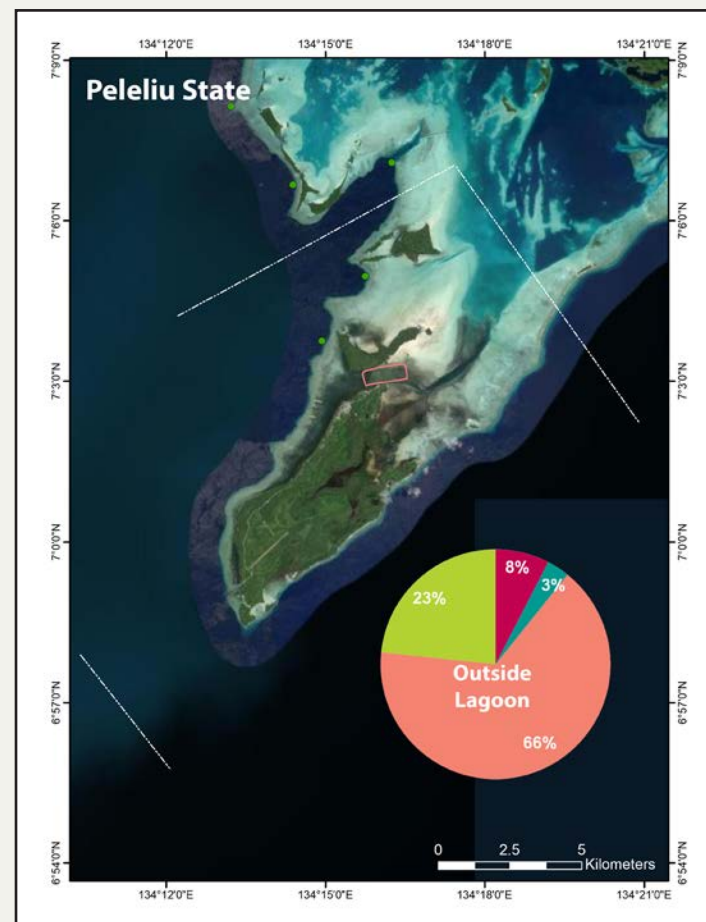 134°12'0"E 134°15'0"E 134°18'0"E 134°21'0"E
7°9'0"N 7°9'0"N
Peleliu State
7°6'0"N 7°6'0"N
7°3'0"N 7°3'0"N
7°0'0"N 7°0'0"N
8%
3%
23%
Outside
Lagoon
6°57'0"N 6°57'0"N
66%
0 2.5 5
Kilometers
6°54'0"N 6°54'0"N
134°12'0"E 134°15'0"E 134°18'0"E 134°21'0"E